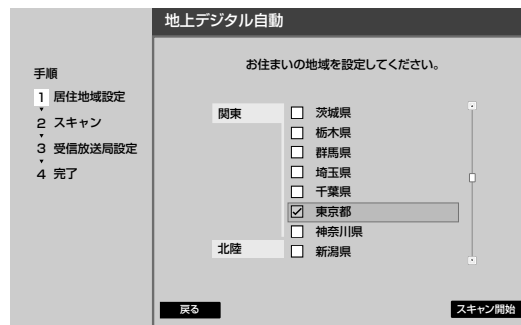 地上デジタル自動
手順
1 居住地域設定
2 スキャン
3 受信放送局設定
4 完了
お住まいの地域を設定してください。
関東
茨城県
栃木県
群馬県
埼玉県
千葉県
東京都
神奈川県
北陸
新潟県
戻る
スキャン開始